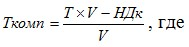 Tкомп = (T × V − НДк) / V, где